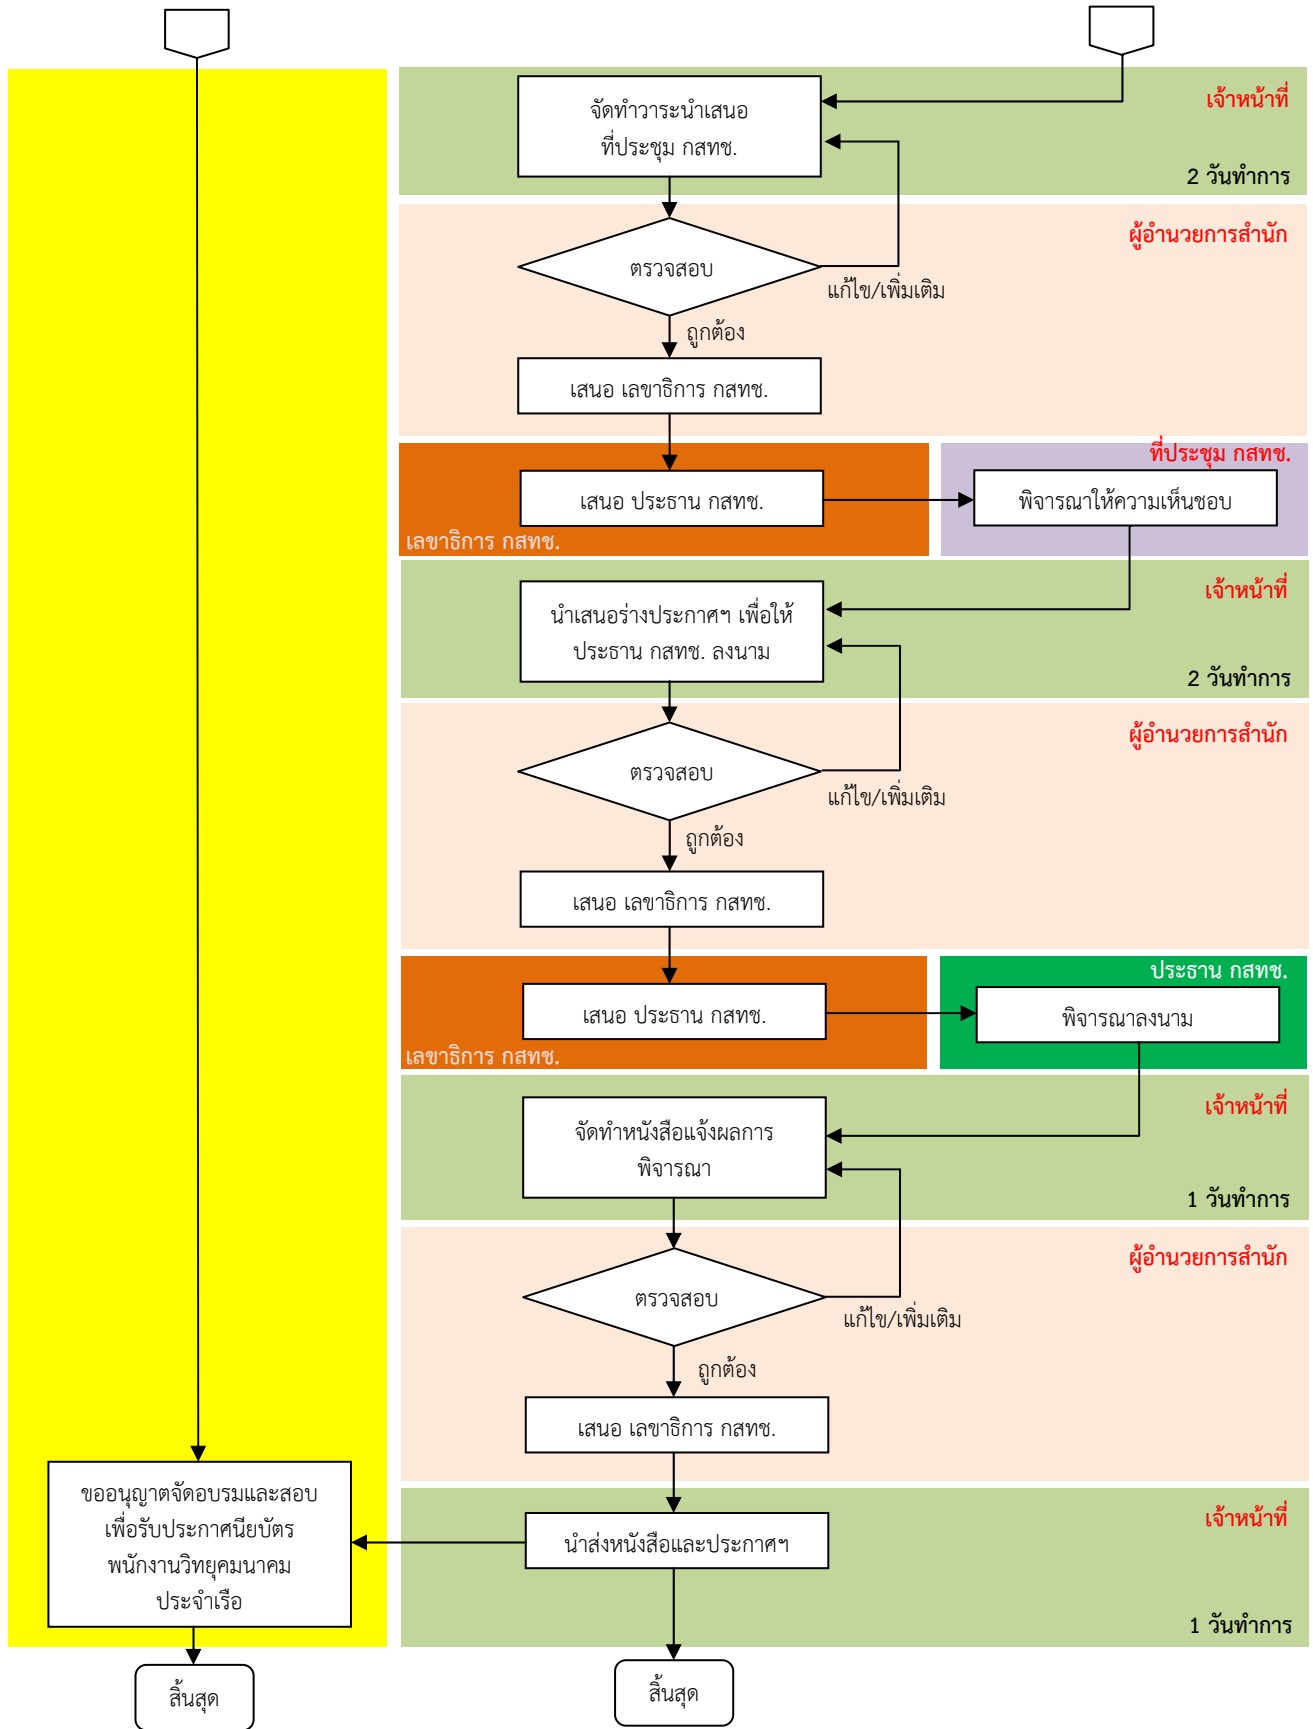 เจ้าหน้าที่
จัดทำวาระนำเสนอ
ที่ประชุม กสทช.
2 วันทำการ
ผู้อำนวยการสำนัก
ตรวจสอบ
แก้ไข/เพิ่มเติม
ถูกต้อง
เสนอ เลขาธิการ กสทช.
ที่ประชุม กสทช.
เสนอ ประธาน กสทช.
พิจารณาให้ความเห็นชอบ
เลขาธิการ กสทช.
เจ้าหน้าที่
นำเสนอร่างประกาศฯ เพื่อให้
ประธาน กสทช. ลงนาม
2 วันทำการ
ผู้อำนวยการสำนัก
ตรวจสอบ
แก้ไข/เพิ่มเติม
ถูกต้อง
เสนอ เลขาธิการ กสทช.
ประธาน กสทช.
เสนอ ประธาน กสทช.
พิจารณาลงนาม
เลขาธิการ กสทช.
เจ้าหน้าที่
จัดทำหนังสือแจ้งผลการ
พิจารณา
1 วันทำการ
ผู้อำนวยการสำนัก
ตรวจสอบ
แก้ไข/เพิ่มเติม
ถูกต้อง
เสนอ เลขาธิการ กสทช.
ขออนุญาตจัดอบรมและสอบ
เพื่อรับประกาศนียบัตร
พนักงานวิทยุคมนาคม
ประจำเรือ
เจ้าหน้าที่
นำส่งหนังสือและประกาศฯ
1 วันทำการ
สิ้นสุด
สิ้นสุด